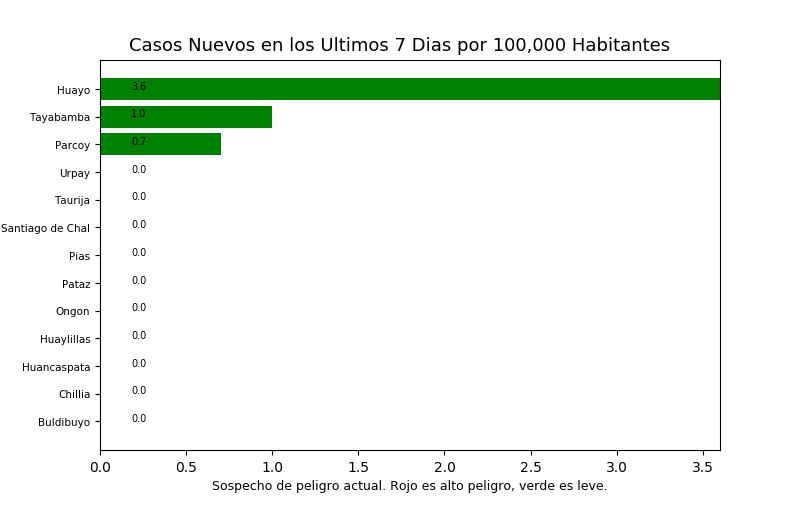 Casos Nuevos en los Ultimos 7 Dias por 100,000 Habitantes
Huayo 3.6
Tayabamba 1.0
Parcoy 0.7
Urpay 0.0
Taurija 0.0
Santiago de Chal 0.0
Pias 0.0
Pataz 0.0
Ongon 0.0
Huaylillas 0.0
Huancaspata 0.0
Chillia 0.0
Buldibuyo 0.0
0.0 0.5 1.0 1.5 2.0 2.5 3.0 3.5
Sospecho de peligro actual. Rojo es alto peligro, verde es leve.